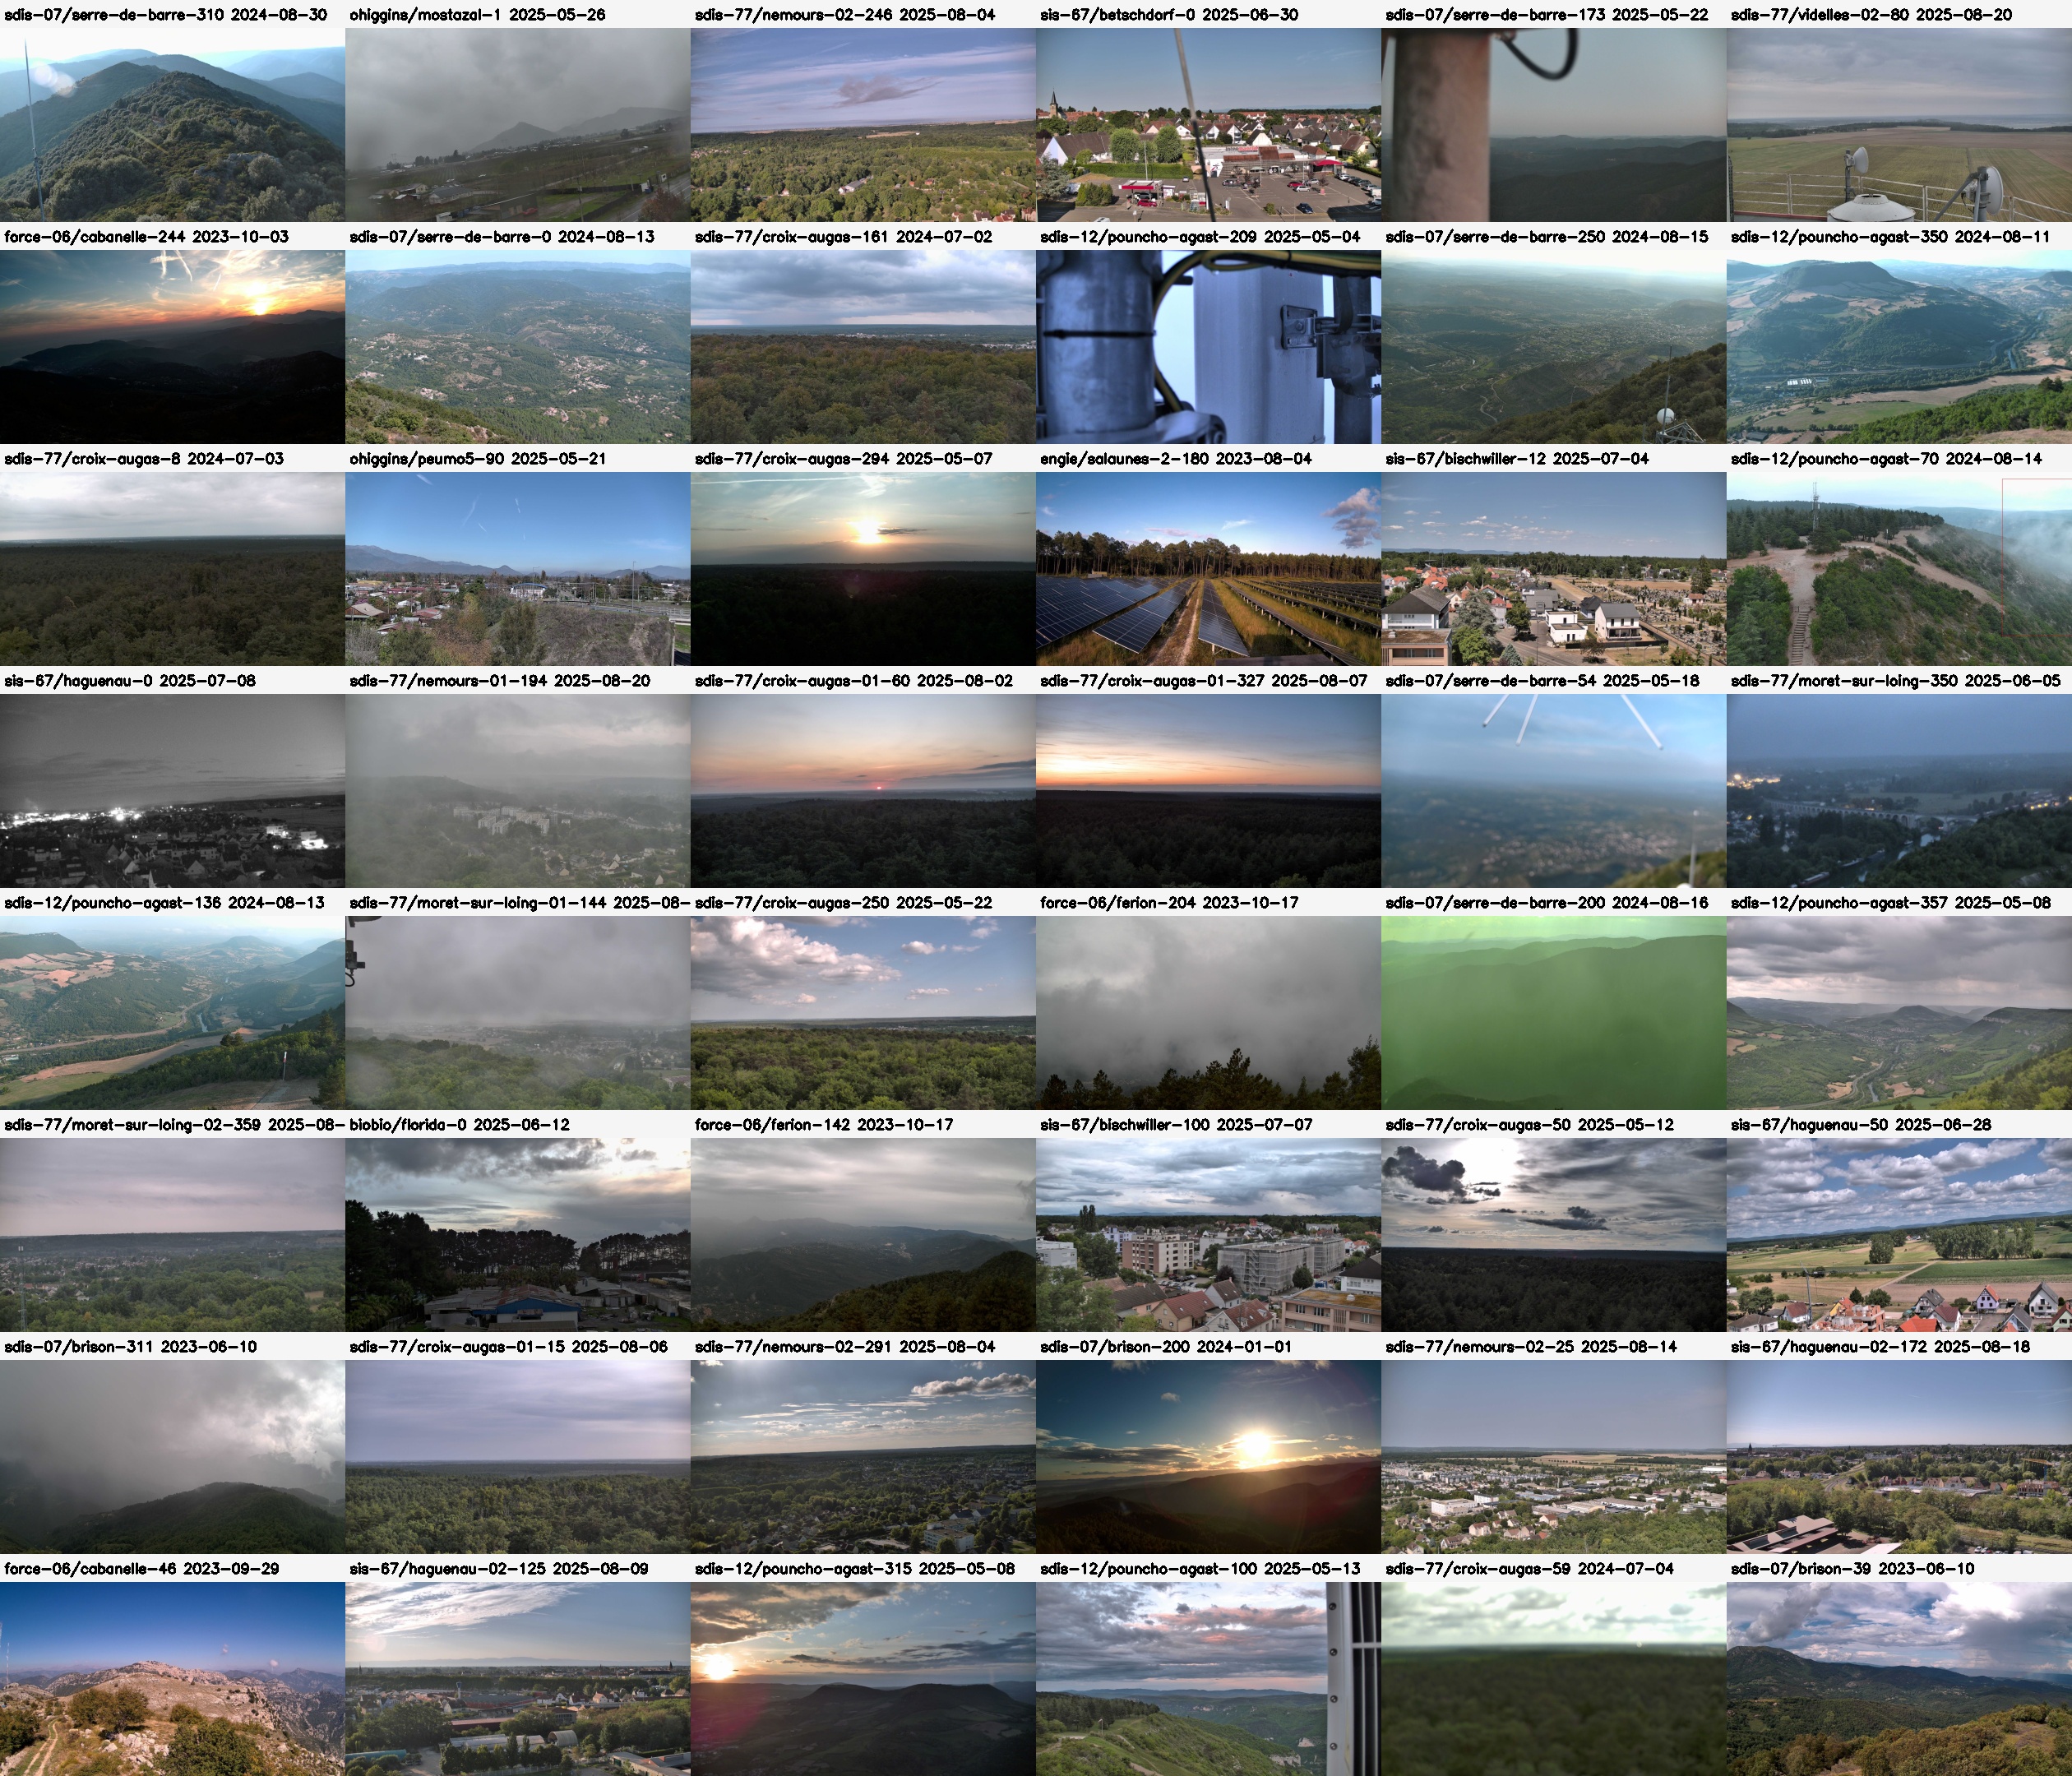 sdis-07/serre-de-barre-310 2024-08-30
ohiggins/mostazal-1 2025-05-26
sdis-77/nemours-02-246 2025-08-04
sis-67/betschdorf-0 2025-06-30
sdis-07/serre-de-barre-173 2025-05-22
sdis-77/videlles-02-80 2025-08-20
force-06/cabanelle-244 2023-10-03
sdis-07/serre-de-barre-0 2024-08-13
sdis-77/croix-augas-161 2024-07-02
sdis-12/pouncho-agast-209 2025-05-04
sdis-07/serre-de-barre-250 2024-08-15
sdis-12/pouncho-agast-350 2024-08-11
sdis-77/croix-augas-8 2024-07-03
ohiggins/peumo5-90 2025-05-21
sdis-77/croix-augas-294 2025-05-07
engie/salaunes-2-180 2023-08-04
sis-67/bischwiller-12 2025-07-04
sdis-12/pouncho-agast-70 2024-08-14
sis-67/haguenau-0 2025-07-08
sdis-77/nemours-01-194 2025-08-20
sdis-77/croix-augas-01-60 2025-08-02
sdis-77/croix-augas-01-327 2025-08-07
sdis-07/serre-de-barre-54 2025-05-18
sdis-77/moret-sur-loing-350 2025-06-05
sdis-12/pouncho-agast-136 2024-08-13
sdis-77/moret-sur-loing-01-144 2025-08-
sdis-77/croix-augas-250 2025-05-22
force-06/ferion-204 2023-10-17
sdis-07/serre-de-barre-200 2024-08-16
sdis-12/pouncho-agast-357 2025-05-08
sdis-77/moret-sur-loing-02-359 2025-08-
biobio/florida-0 2025-06-12
force-06/ferion-142 2023-10-17
sis-67/bischwiller-100 2025-07-07
sdis-77/croix-augas-50 2025-05-12
sis-67/haguenau-50 2025-06-28
sdis-07/brison-311 2023-06-10
sdis-77/croix-augas-01-15 2025-08-06
sdis-77/nemours-02-291 2025-08-04
sdis-07/brison-200 2024-01-01
sdis-77/nemours-02-25 2025-08-14
sis-67/haguenau-02-172 2025-08-18
force-06/cabanelle-46 2023-09-29
sis-67/haguenau-02-125 2025-08-09
sdis-12/pouncho-agast-315 2025-05-08
sdis-12/pouncho-agast-100 2025-05-13
sdis-77/croix-augas-59 2024-07-04
sdis-07/brison-39 2023-06-10